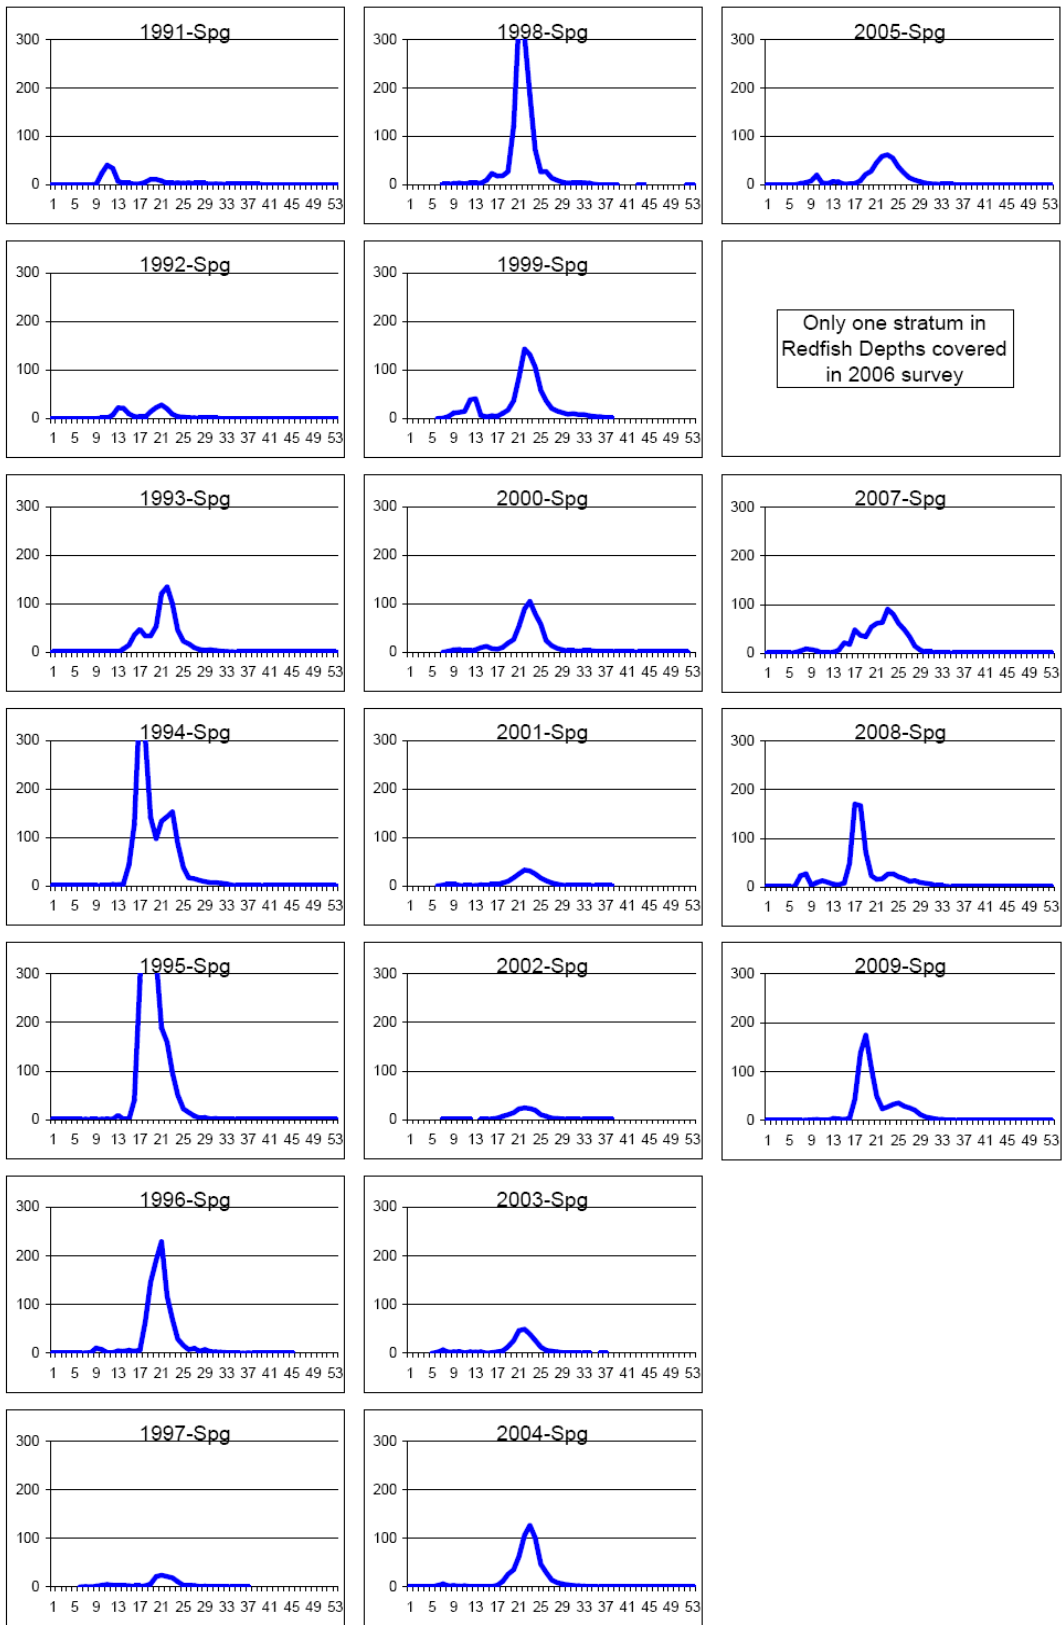 1991-Spg
300
200
100
0
1 5 9 13 17 21 25 29 33 37 41 45 49 53
1992-Spg
300
200
100
0
1 5 9 13 17 21 25 29 33 37 41 45 49 53
1993-Spg
300
200
100
0
1 5 9 13 17 21 25 29 33 37 41 45 49 53
1994-Spg
300
200
100
0
1 5 9 13 17 21 25 29 33 37 41 45 49 53
1995-Spg
300
200
100
0
1 5 9 13 17 21 25 29 33 37 41 45 49 53
1996-Spg
300
200
100
0
1 5 9 13 17 21 25 29 33 37 41 45 49 53
1997-Spg
300
200
100
0
1 5 9 13 17 21 25 29 33 37 41 45 49 53
1998-Spg
300
200
100
0
1 5 9 13 17 21 25 29 33 37 41 45 49 53
1999-Spg
300
200
100
0
1 5 9 13 17 21 25 29 33 37 41 45 49 53
2000-Spg
300
200
100
0
1 5 9 13 17 21 25 29 33 37 41 45 49 53
2001-Spg
300
200
100
0
1 5 9 13 17 21 25 29 33 37 41 45 49 53
2002-Spg
300
200
100
0
1 5 9 13 17 21 25 29 33 37 41 45 49 53
2003-Spg
300
200
100
0
1 5 9 13 17 21 25 29 33 37 41 45 49 53
2004-Spg
300
200
100
0
1 5 9 13 17 21 25 29 33 37 41 45 49 53
2005-Spg
300
200
100
0
1 5 9 13 17 21 25 29 33 37 41 45 49 53
Only one stratum in
Redfish Depths covered
in 2006 survey
2007-Spg
300
200
100
0
1 5 9 13 17 21 25 29 33 37 41 45 49 53
2008-Spg
300
200
100
0
1 5 9 13 17 21 25 29 33 37 41 45 49 53
2009-Spg
300
200
100
0
1 5 9 13 17 21 25 29 33 37 41 45 49 53